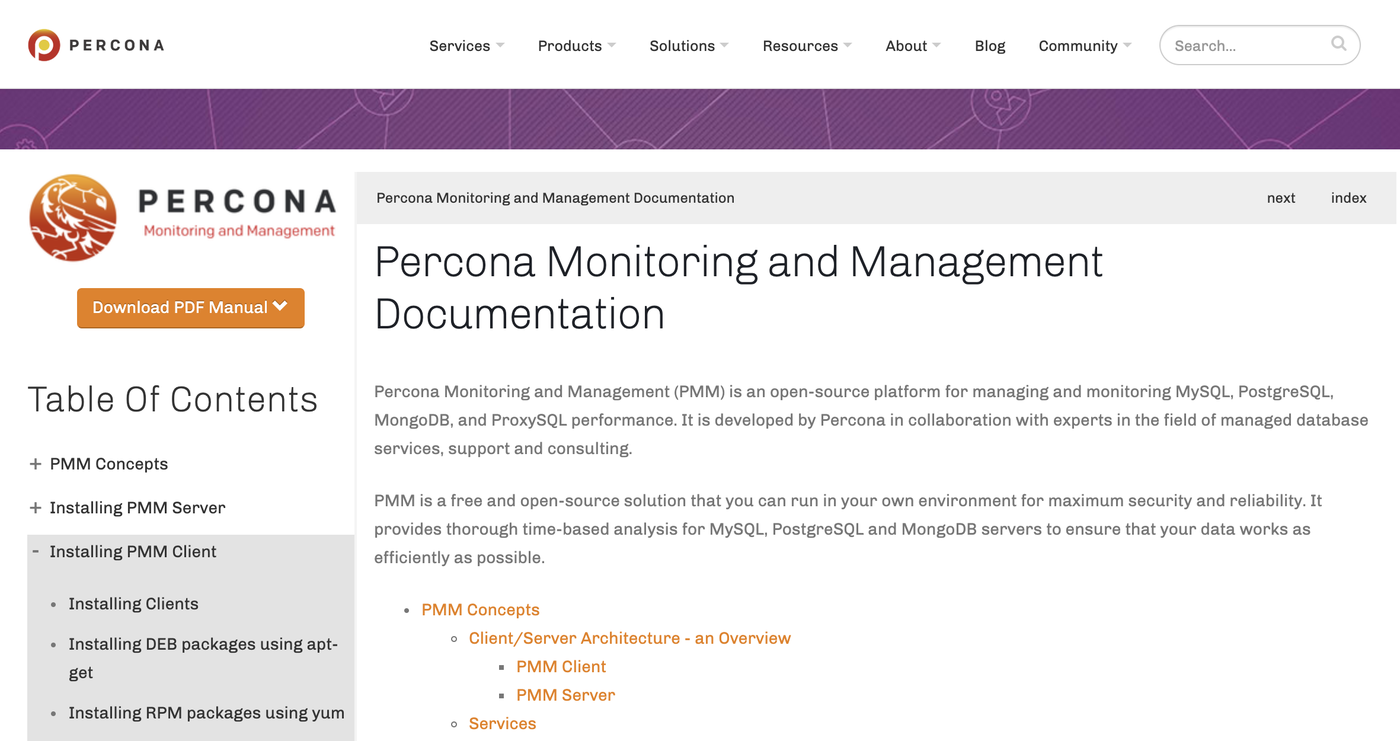 PERCONA
Services
Products
Solutions
Resources
About
Blog
Community
Search...
PERCONA
Monitoring and Management
Download PDF Manual
Table Of Contents
+ PMM Concepts
+ Installing PMM Server
- Installing PMM Client
• Installing Clients
• Installing DEB packages using apt-
get
• Installing RPM packages using yum
Percona Monitoring and Management Documentation
next
index
Percona Monitoring and Management
Documentation
Percona Monitoring and Management (PMM) is an open-source platform for managing and monitoring MySQL, PostgreSQL,
MongoDB, and ProxySQL performance. It is developed by Percona in collaboration with experts in the field of managed database
services, support and consulting.
PMM is a free and open-source solution that you can run in your own environment for maximum security and reliability. It
provides thorough time-based analysis for MySQL, PostgreSQL and MongoDB servers to ensure that your data works as
efficiently as possible.
• PMM Concepts
◦ Client/Server Architecture - an Overview
▪ PMM Client
▪ PMM Server
◦ Services